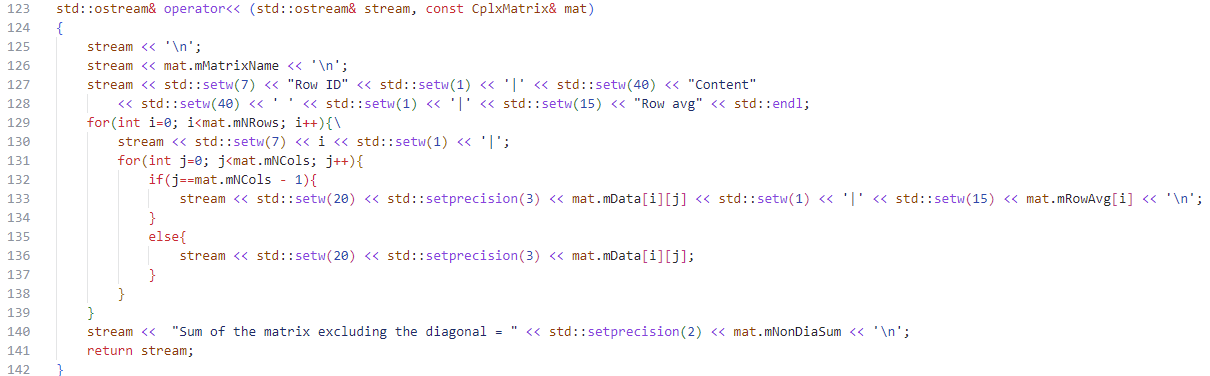 123 std::ostream& operator<< (std::ostream& stream, const CplxMatrix& mat)
124 {
125     stream << '\n';
126     stream << mat.mMatrixName << '\n';
127     stream << std::setw(7) << "Row ID" << std::setw(1) << '|' << std::setw(40) << "Content"
128         << std::setw(40) << ' ' << std::setw(1) << '|' << std::setw(15) << "Row avg" << std::endl;
129     for(int i=0; i<mat.mNRows; i++){\
130         stream << std::setw(7) << i << std::setw(1) << '|';
131         for(int j=0; j<mat.mNCols; j++){
132             if(j==mat.mNCols - 1){
133                 stream << std::setw(20) << std::setprecision(3) << mat.mData[i][j] << std::setw(1) << '|' << std::setw(15) << mat.mRowAvg[i] << '\n';
134             }
135             else{
136                 stream << std::setw(20) << std::setprecision(3) << mat.mData[i][j];
137             }
138         }
139     }
140     stream <<  "Sum of the matrix excluding the diagonal = " << std::setprecision(2) << mat.mNonDiaSum << '\n';
141     return stream;
142 }